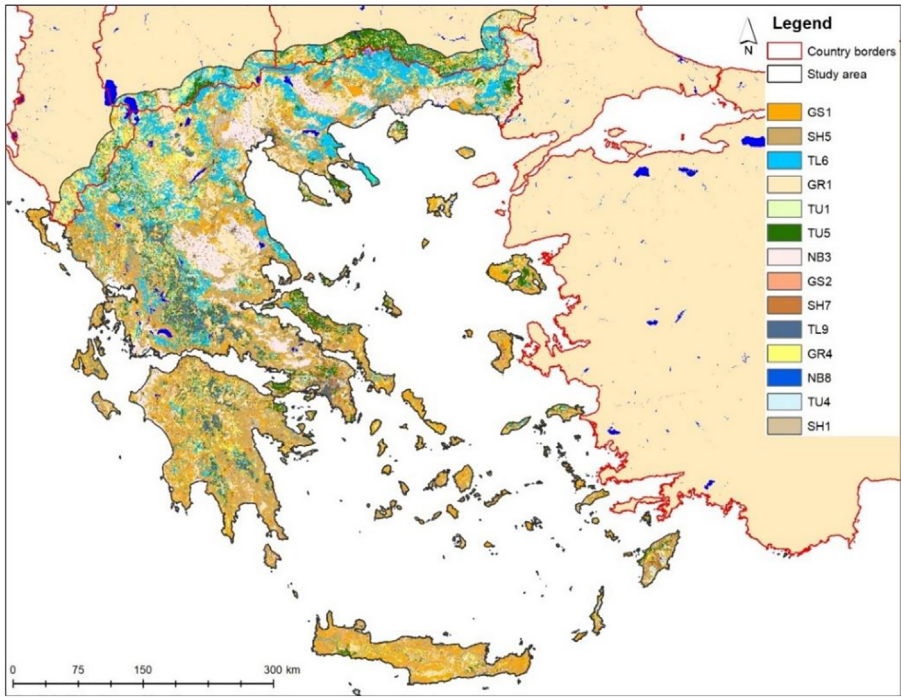 Legend
N
Country borders
Study area
GS1
SH5
TL6
GR1
TU1
TU5
NB3
GS2
SH7
TL9
GR4
NB8
TU4
SH1
0 75 150 300 km